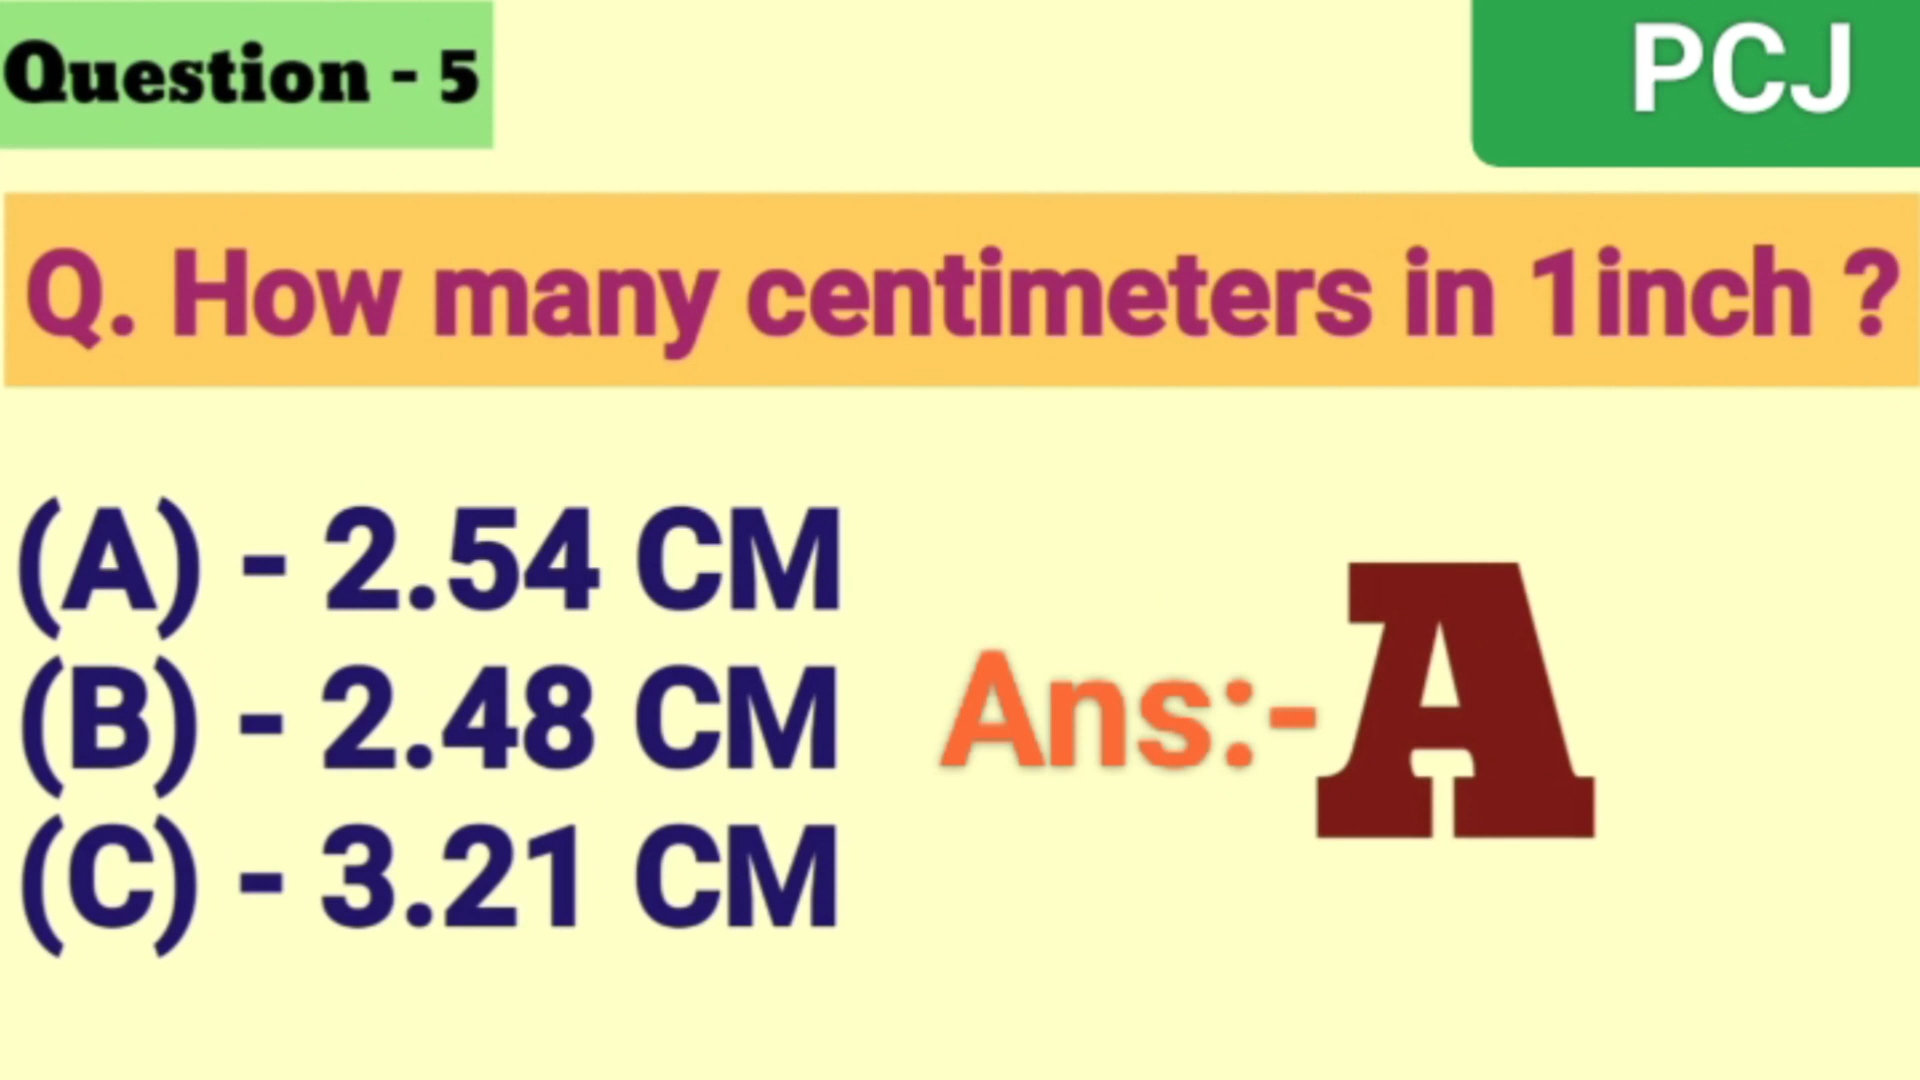 Question - 5
PCJ
Q. How many centimeters in 1inch ?
(A) - 2.54 CM
(B) - 2.48 CM
(C) - 3.21 CM
Ans:- A